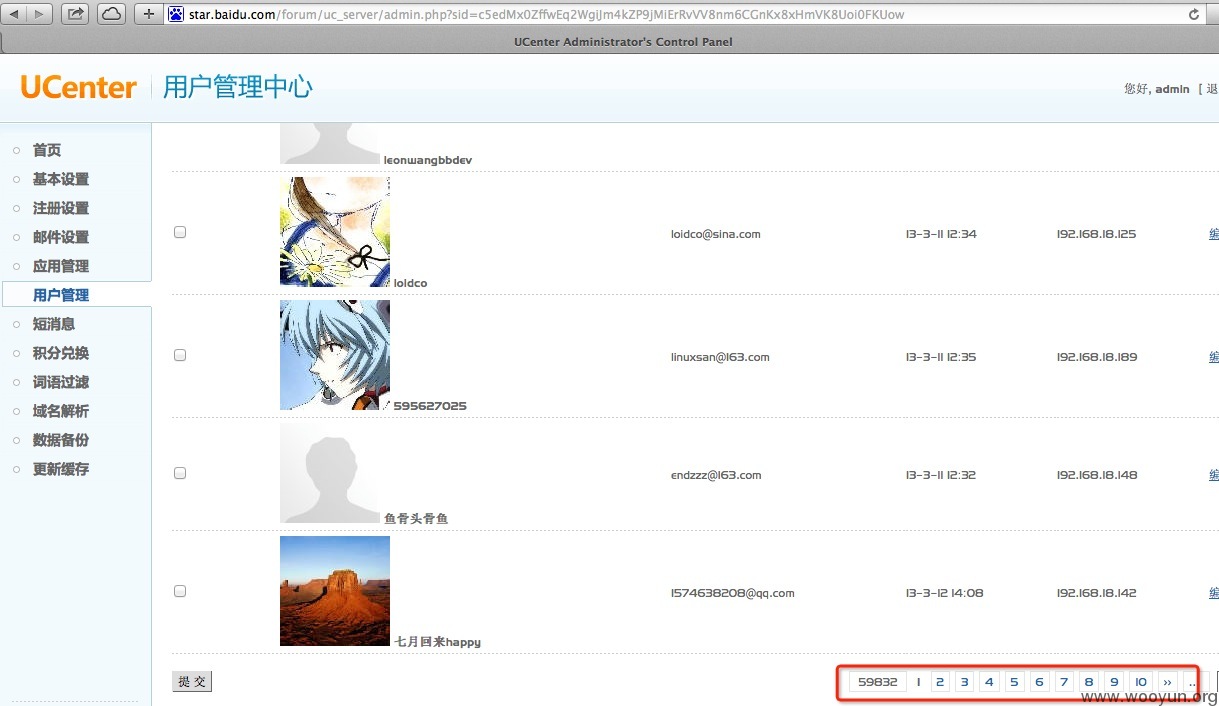 star.baidu.com/forum/uc_server/admin.php?sid=c5edMx0ZffwEq2WgiJm4kZP9jMiErRvVV8nm6CGnKx8xHmVK8Uoi0FKUow
UCenter Administrator's Control Panel
UCenter 用户管理中心
您好, admin [ 退
首页
基本设置
注册设置
邮件设置
应用管理
用户管理
短消息
积分兑换
词语过滤
域名解析
数据备份
更新缓存
leonwangbbdev
loidco loidco@sina.com 13-3-11 12:34 192.168.18.125 编
595627025 linuxsan@163.com 13-3-11 12:35 192.168.18.189 编
鱼骨头骨鱼 endzzz@163.com 13-3-11 12:32 192.168.18.148 编
七月回来happy 1574638208@qq.com 13-3-12 14:08 192.168.18.142 编
提 交
59832 1 2 3 4 5 6 7 8 9 10 ›› ..
www.wooyun.org